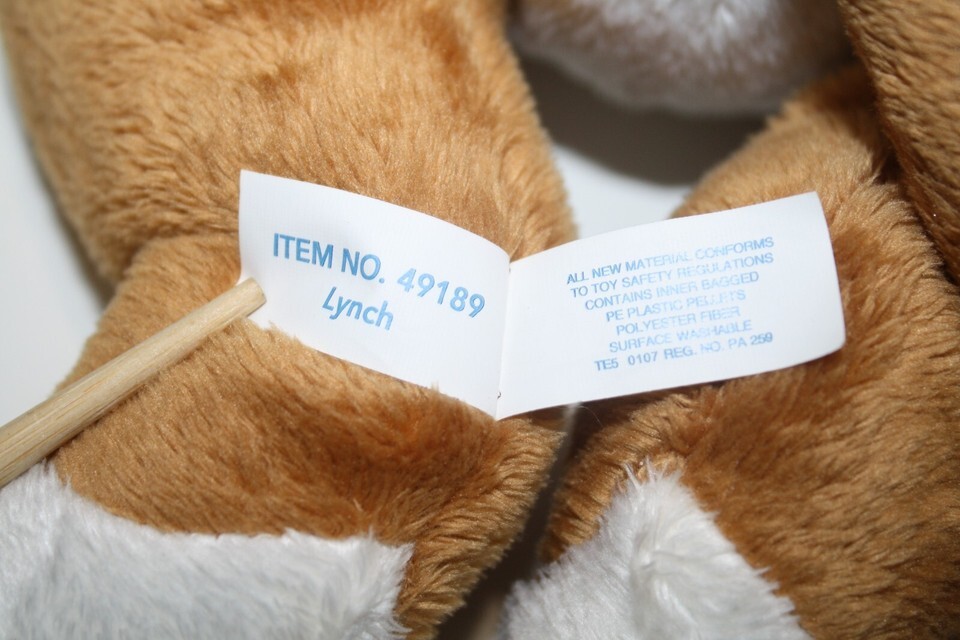 ITEM NO. 49189
Lynch
ALL NEW MATERIAL CONFORMS
TO TOY SAFETY REGULATIONS
CONTAINS INNER BAGGED
PE PLASTIC PELLETS
POLYESTER FIBER
SURFACE WASHABLE
TE5 0107 REG. NO. PA 259